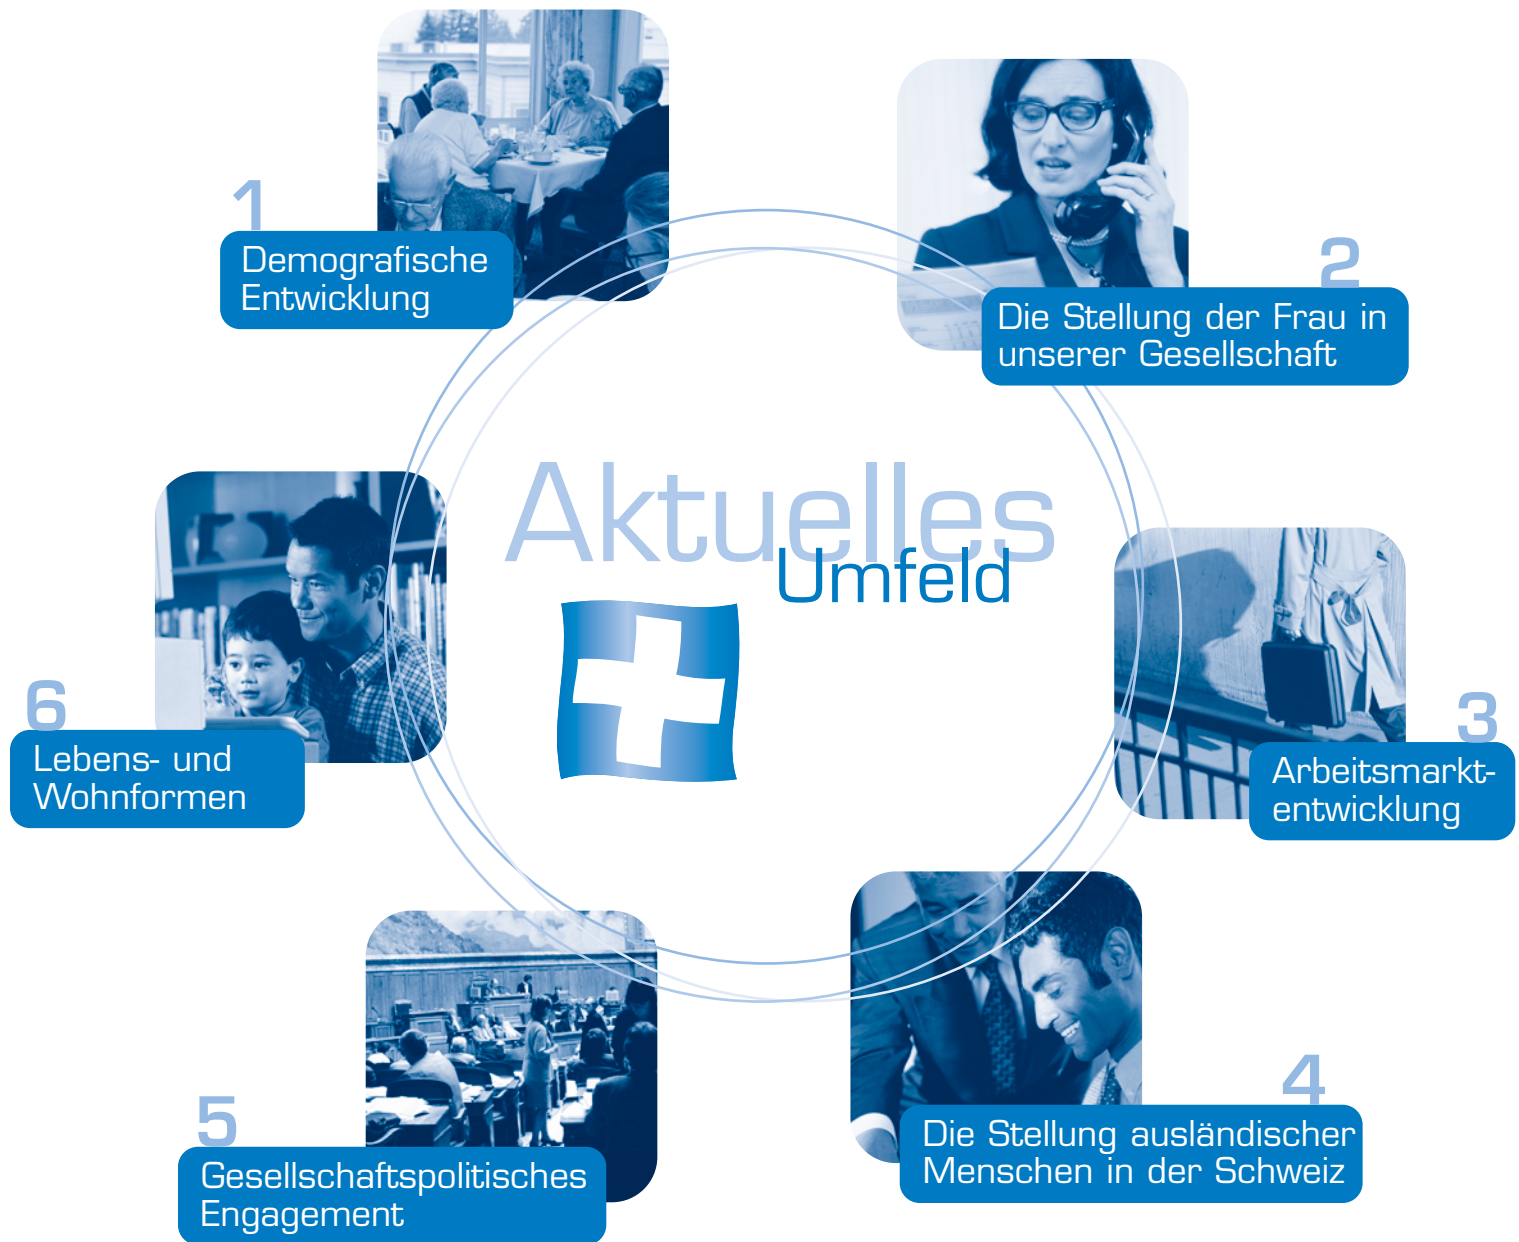 Aktuelles
Umfeld
1
Demografische
Entwicklung
2
Die Stellung der Frau in
unserer Gesellschaft
3
Arbeitsmarkt-
entwicklung
4
Die Stellung ausländischer
Menschen in der Schweiz
5
Gesellschaftspolitisches
Engagement
6
Lebens- und
Wohnformen